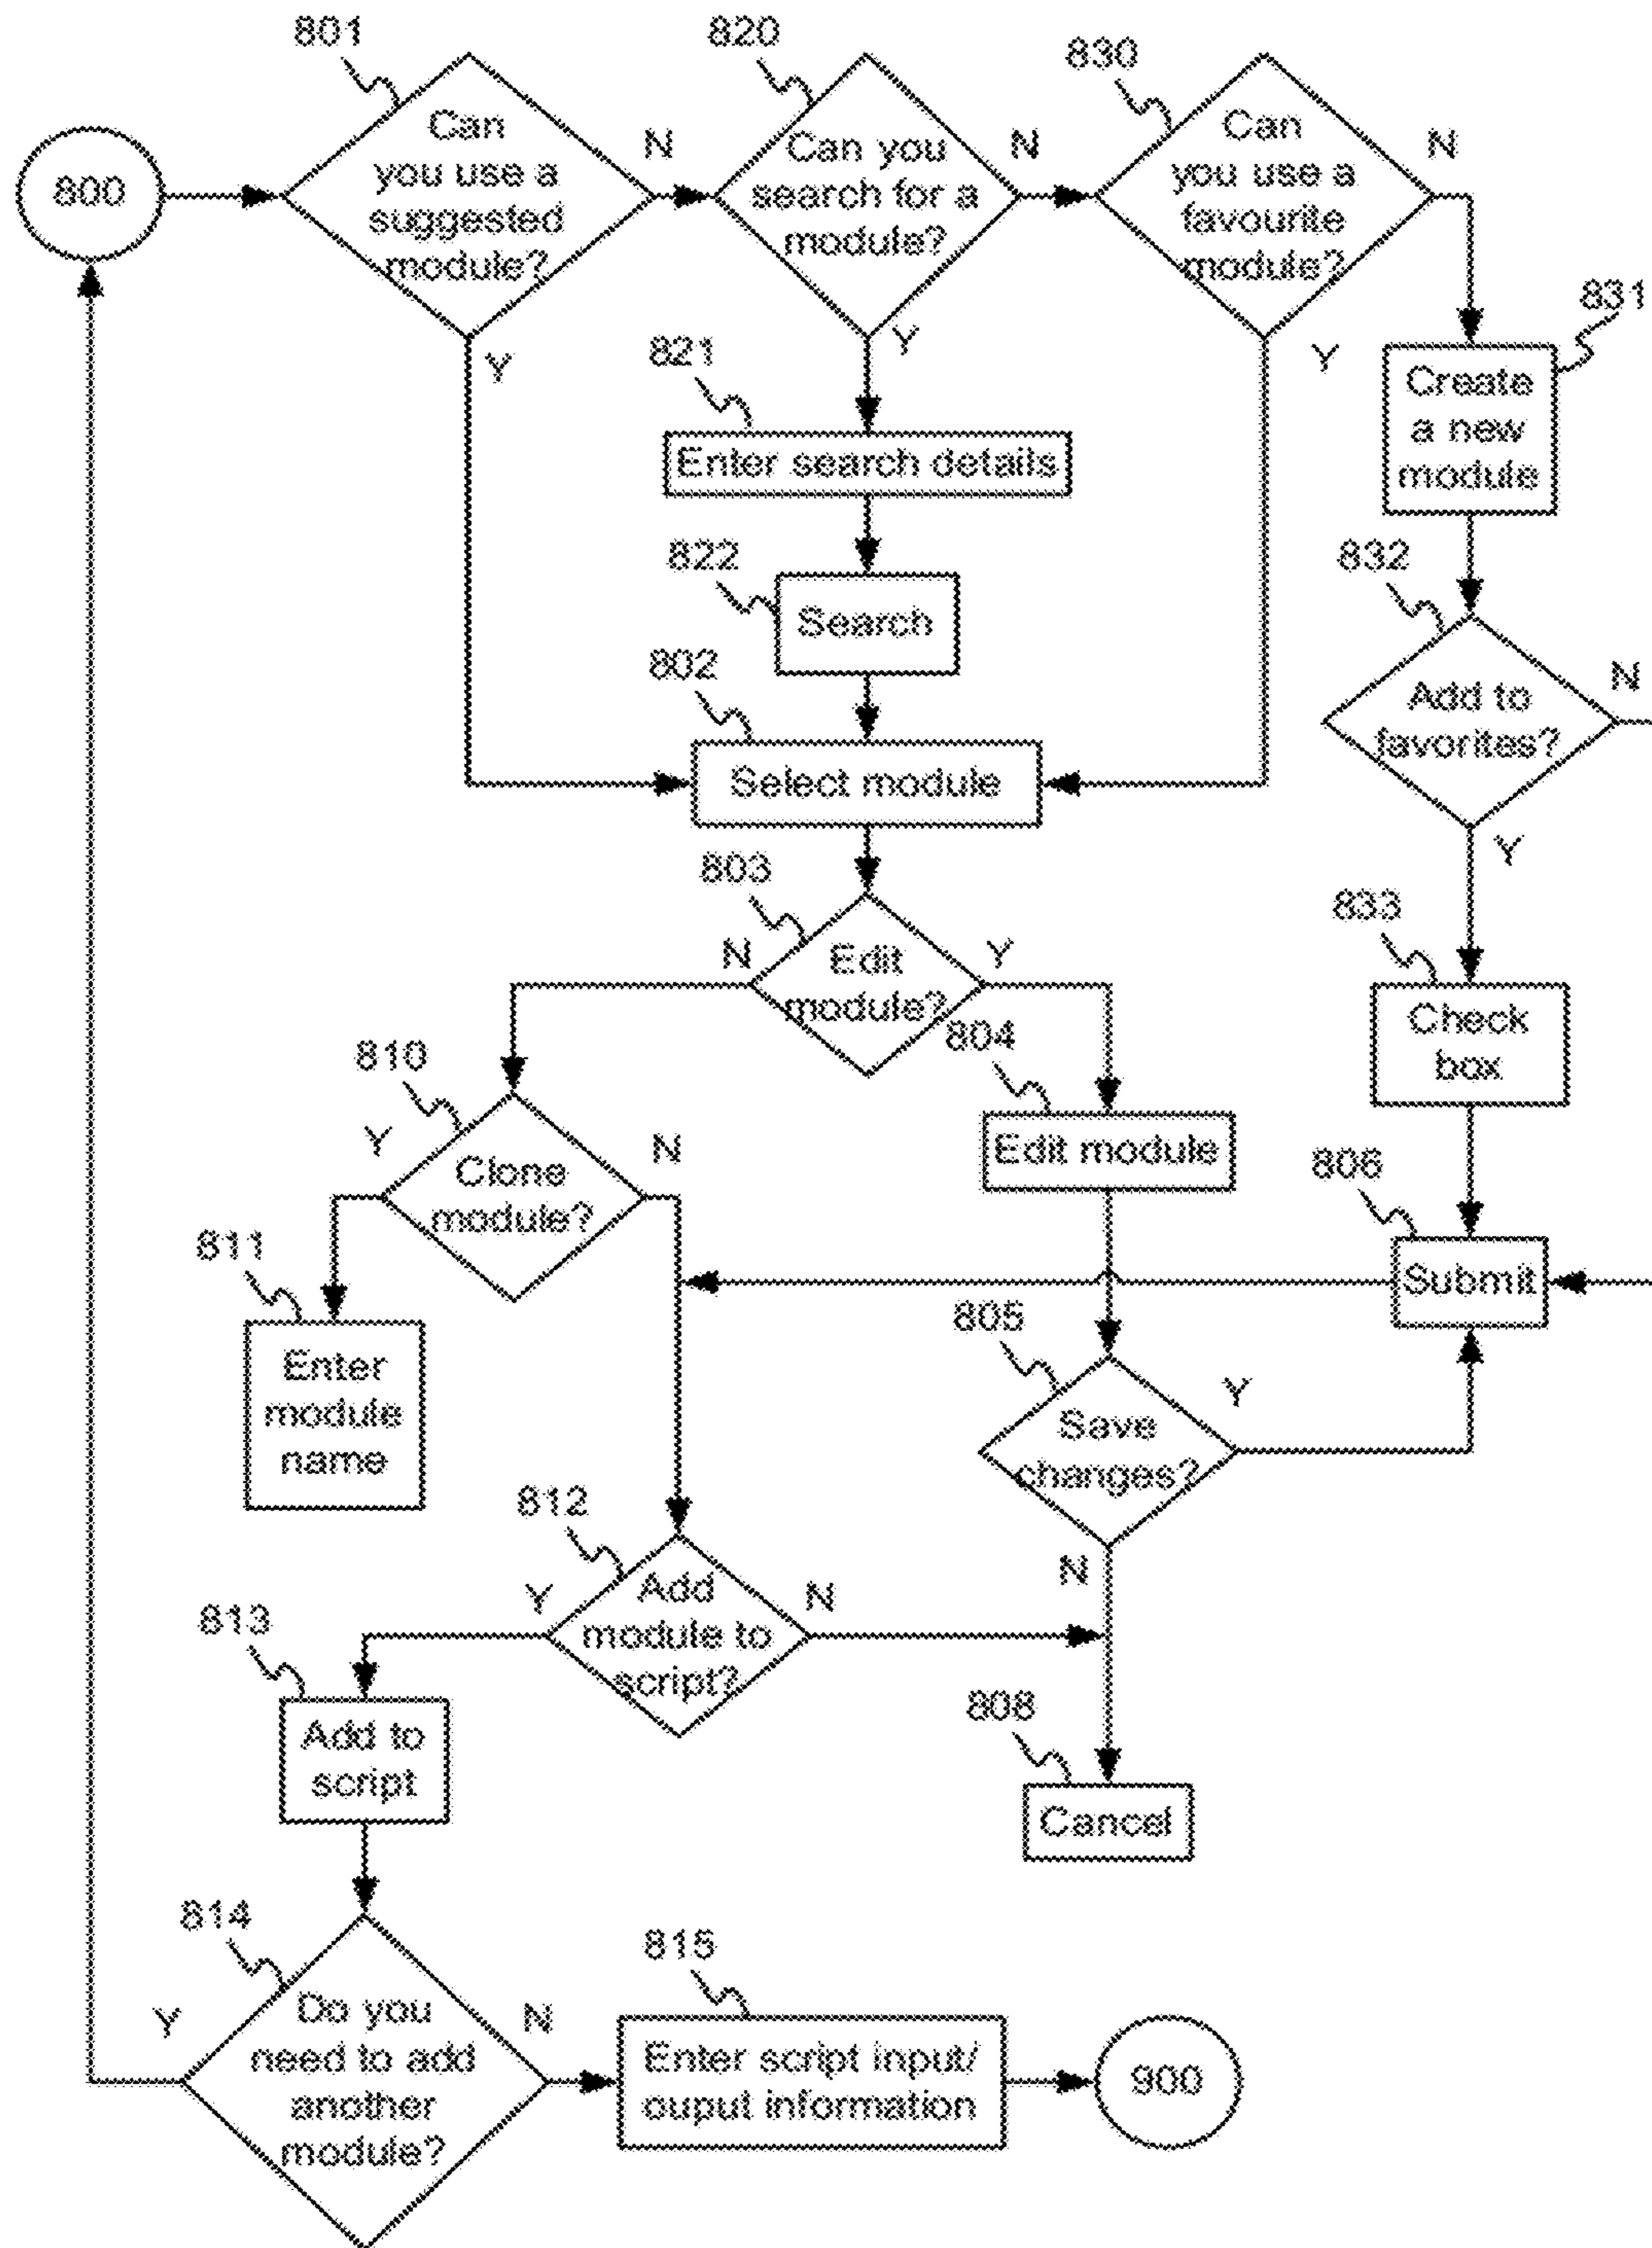 801
820
830
800
Can
you use a
suggested
module?
N
Can you
search for a
module?
N
Can
you use a
favourite
module?
N
Y
Y
Y
831
Create
a new
module
821
Enter search details
822
Search
832
Add to
favorites?
N
Y
802
Select module
803
Edit
module?
N
Y
833
Check
box
810
Clone
module?
Y
N
804
Edit module
806
Submit
811
Enter
module
name
805
Save
changes?
Y
N
812
Add
module to
script?
Y
N
813
Add to
script
808
Cancel
814
Do you
need to add
another
module?
Y
N
815
Enter script input/
ouput information
900